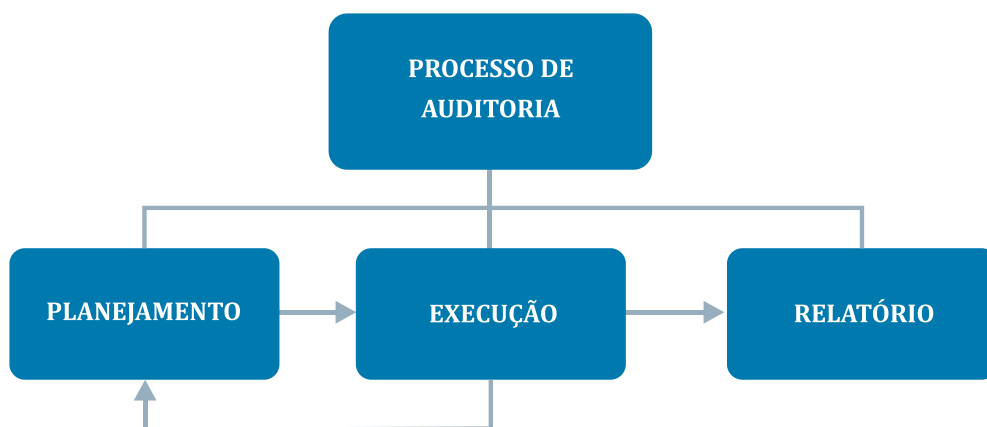 PROCESSO DE
AUDITORIA
PLANEJAMENTO
EXECUÇÃO
RELATÓRIO